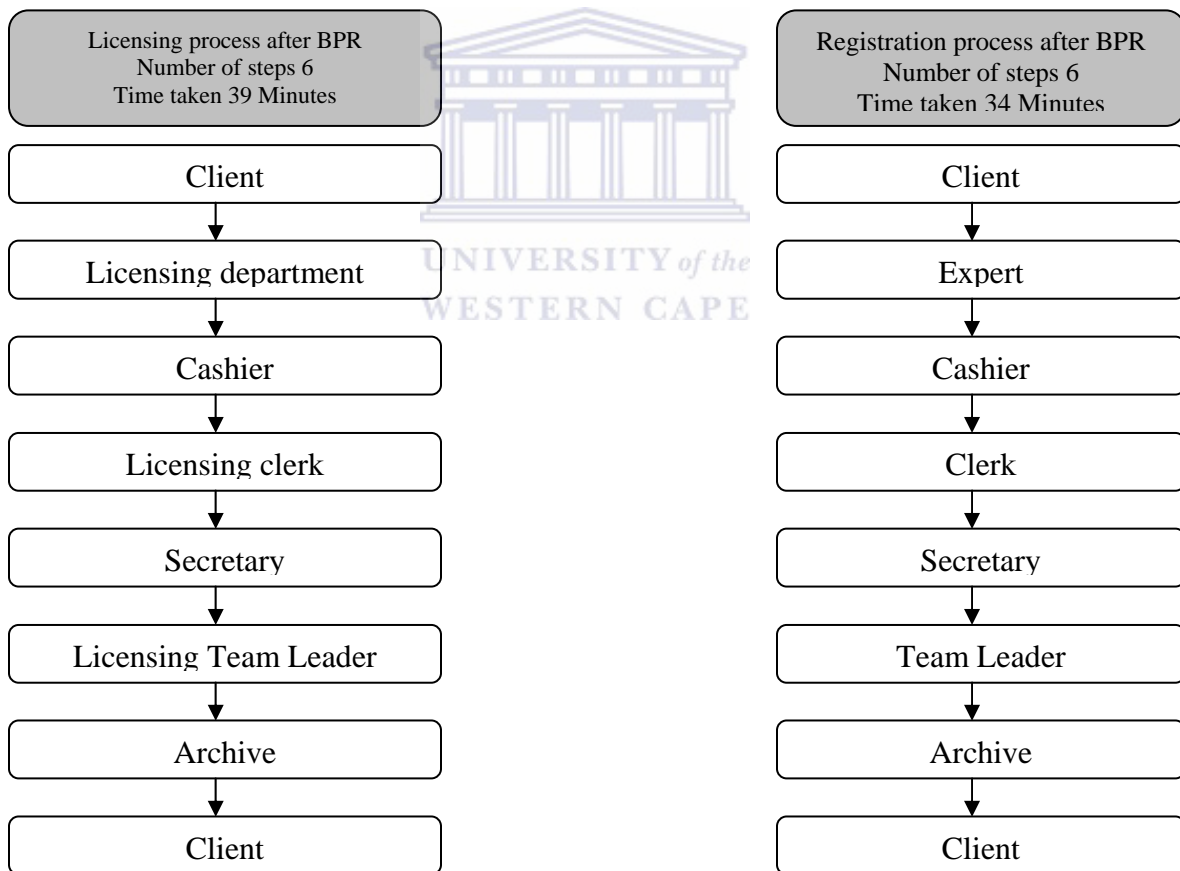 Licensing process after BPR
Number of steps 6
Time taken 39 Minutes
Client
Licensing department
Cashier
Licensing clerk
Secretary
Licensing Team Leader
Archive
Client
UNIVERSITY of the
WESTERN CAPE
Registration process after BPR
Number of steps 6
Time taken 34 Minutes
Client
Expert
Cashier
Clerk
Secretary
Team Leader
Archive
Client